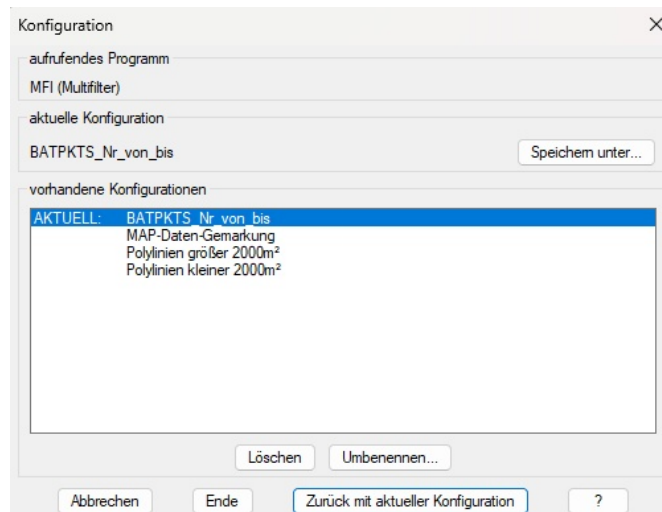 Konfiguration
aufrufendes Programm
MFI (Multifilter)
aktuelle Konfiguration
BATPKTS_Nr_von_bis
Speichern unter...
vorhandene Konfigurationen
AKTUELL: BATPKTS_Nr_von_bis
MAP-Daten-Gemarkung
Polylinien größer 2000m²
Polylinien kleiner 2000m²
Löschen Umbenennen...
Abbrechen Ende Zurück mit aktueller Konfiguration ?